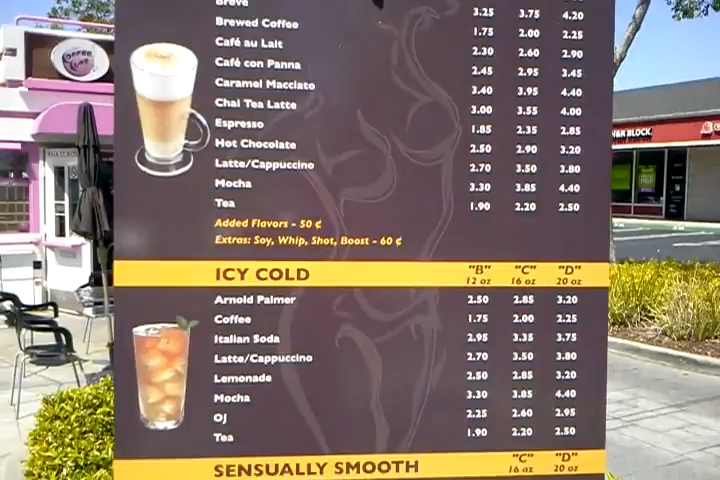 Breve 3.25 3.75 4.20
Brewed Coffee 1.75 2.00 2.25
Café au Lait 2.30 2.60 2.90
Café con Panna 2.45 2.95 3.45
Caramel Macciato 3.40 3.95 4.40
Chai Tea Latte 3.00 3.55 4.00
Espresso 1.85 2.35 2.85
Hot Chocolate 2.50 2.90 3.20
Latte/Cappuccino 2.70 3.50 3.80
Mocha 3.30 3.85 4.40
Tea 1.90 2.20 2.50
Added Flavors - 50 ¢
Extras: Soy, Whip, Shot, Boost - 60 ¢
ICY COLD "B" "C" "D"
12 oz 16 oz 20 oz
Arnold Palmer 2.50 2.85 3.20
Coffee 1.75 2.00 2.25
Italian Soda 2.95 3.35 3.75
Latte/Cappuccino 2.70 3.50 3.80
Lemonade 2.50 2.85 3.20
Mocha 3.30 3.85 4.40
OJ 2.25 2.60 2.95
Tea 1.90 2.20 2.50
SENSUALLY SMOOTH "C" "D"
16 oz 20 oz
H&R BLOCK